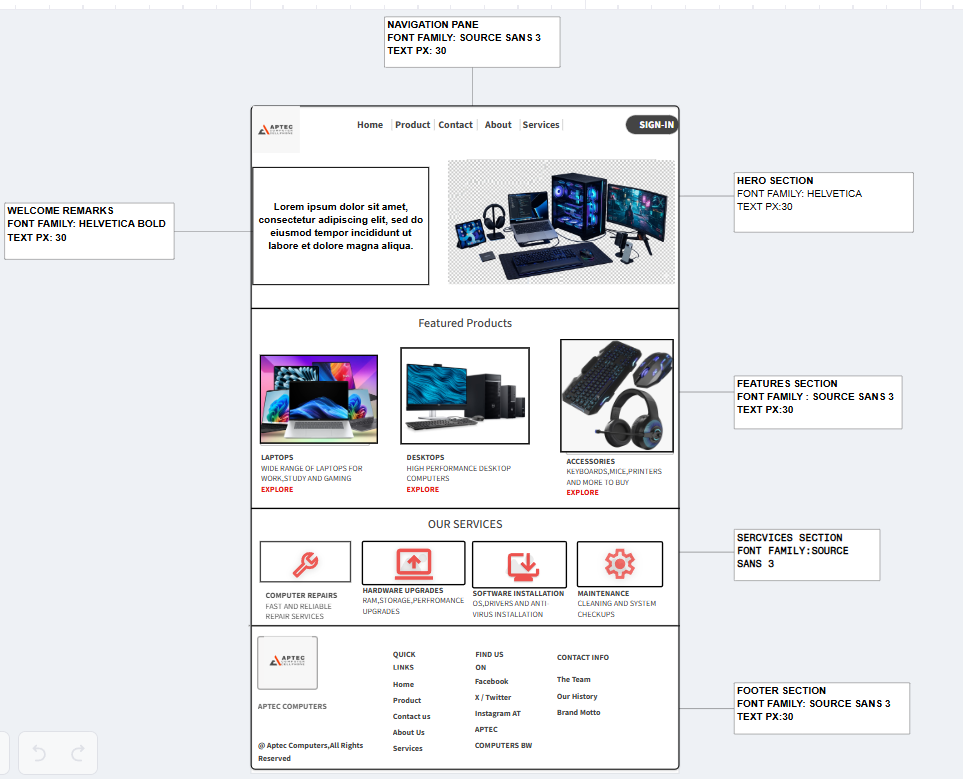 NAVIGATION PANE
FONT FAMILY: SOURCE SANS 3
TEXT PX: 30
APTEC
Home
Product
Contact
About
Services
SIGN-IN
WELCOME REMARKS
FONT FAMILY: HELVETICA BOLD
TEXT PX: 30
Lorem ipsum dolor sit amet,
consectetur adipiscing elit, sed do
eiusmod tempor incididunt ut
labore et dolore magna aliqua.
HERO SECTION
FONT FAMILY: HELVETICA
TEXT PX:30
Featured Products
LAPTOPS
WIDE RANGE OF LAPTOPS FOR
WORK,STUDY AND GAMING
EXPLORE
DESKTOPS
HIGH PERFORMANCE DESKTOP
COMPUTERS
EXPLORE
ACCESSORIES
KEYBOARDS,MICE,PRINTERS
AND MORE TO BUY
EXPLORE
FEATURES SECTION
FONT FAMILY : SOURCE SANS 3
TEXT PX:30
OUR SERVICES
COMPUTER REPAIRS
FAST AND RELIABLE
REPAIR SERVICES
HARDWARE UPGRADES
RAM,STORAGE,PERFROMANCE
UPGRADES
SOFTWARE INSTALLATION
OS,DRIVERS AND ANTI
VIRUS INSTALLATION
MAINTENANCE
CLEANING AND SYSTEM
CHECKUPS
SERCVICES SECTION
FONT FAMILY:SOURCE
SANS 3
APTEC
APTEC COMPUTERS
@ Aptec Computers,All Rights
Reserved
QUICK
LINKS
Home
Product
Contact us
About Us
Services
FIND US
ON
Facebook
X / Twitter
Instagram AT
APTEC
COMPUTERS BW
CONTACT INFO
The Team
Our History
Brand Motto
FOOTER SECTION
FONT FAMILY: SOURCE SANS 3
TEXT PX:30